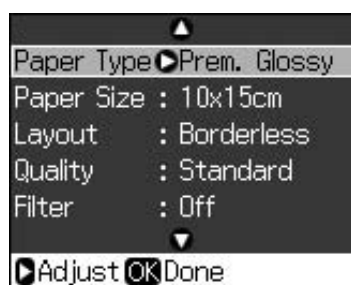 Paper Type Prem. Glossy
Paper Size : 10x15cm
Layout : Borderless
Quality : Standard
Filter : Off
Adjust OK Done